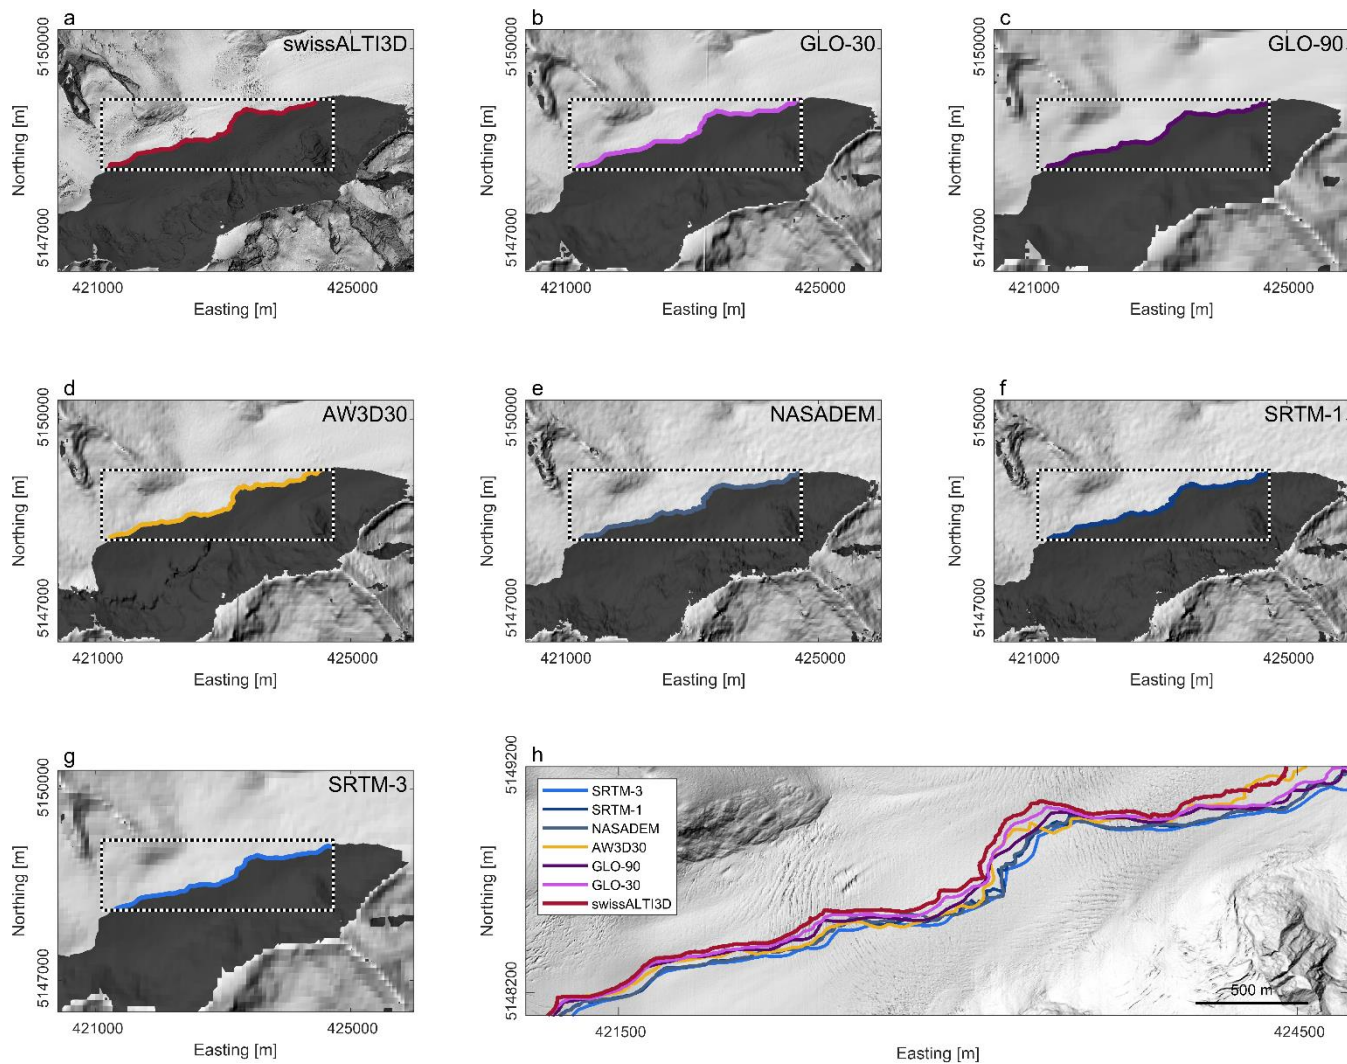 a
swissALTI3D
5150000
5147000
Northing [m]
421000
425000
Easting [m]
b
GLO-30
5150000
5147000
Northing [m]
421000
425000
Easting [m]
c
GLO-90
5150000
5147000
Northing [m]
421000
425000
Easting [m]
d
AW3D30
5150000
5147000
Northing [m]
421000
425000
Easting [m]
e
NASADEM
5150000
5147000
Northing [m]
421000
425000
Easting [m]
f
SRTM-1
5150000
5147000
Northing [m]
421000
425000
Easting [m]
g
SRTM-3
5150000
5147000
Northing [m]
421000
425000
Easting [m]
h
5149200
5148200
Northing [m]
SRTM-3
SRTM-1
NASADEM
AW3D30
GLO-90
GLO-30
swissALTI3D
500 m
421500
424500
Easting [m]